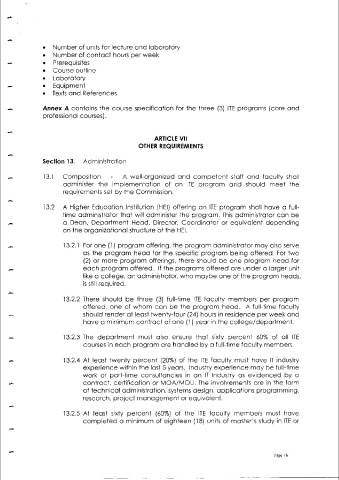 • Number of units for lecture and laboratory
• Number of contact hours per week
• Prerequisites
• Course outline
• Laboratory
• Equipment
• Texts and References
Annex A contains the course specification for the three (3) ITE programs (core and
professional courses).
ARTICLE VII
OTHER REQUIREMENTS
Section 13. Administration
13.1 Composition - A well-organized and competent staff and faculty shall
administer the implementation of an ITE program and should meet the
requirements set by the Commission.
13.2 A Higher Education Institution (HEI) offering an ITE program shall have a full-
time administrator that will administer the program. This administrator can be
a Dean, Department Head, Director, Coordinator or equivalent depending
on the organizational structure of the HEI.
13.2.1 For one (1) program offering, the program administrator may also serve
as the program head for the specific program being offered. For two
(2) or more program offerings, there should be one program head for
each program offered. If the programs offered are under a larger unit
like a college, an administrator, who maybe one of the program heads,
is still required.
13.2.2 There should be three (3) full-time ITE faculty members per program
offered, one of whom can be the program head. A full-time faculty
should render at least twenty-four (24) hours in residence per week and
have a minimum contract of one (1) year in the college/department.
13.2.3 The department must also ensure that sixty percent 60% of all ITE
courses in each program are handled by a full-time faculty members.
13.2.4 At least twenty percent (20%) of the ITE faculty must have IT industry
experience within the last 5 years. Industry experience may be full-time
work or part-time consultancies in an IT Industry as evidenced by a
contract, certification or MOA/MOU. The involvements are in the form
of technical administration, systems design, applications programming,
research, project management or equivalent.
13.2.5 At least sixty percent (60%) of the ITE faculty members must have
completed a minimum of eighteen (18) units of master's study in ITE or
Page 16